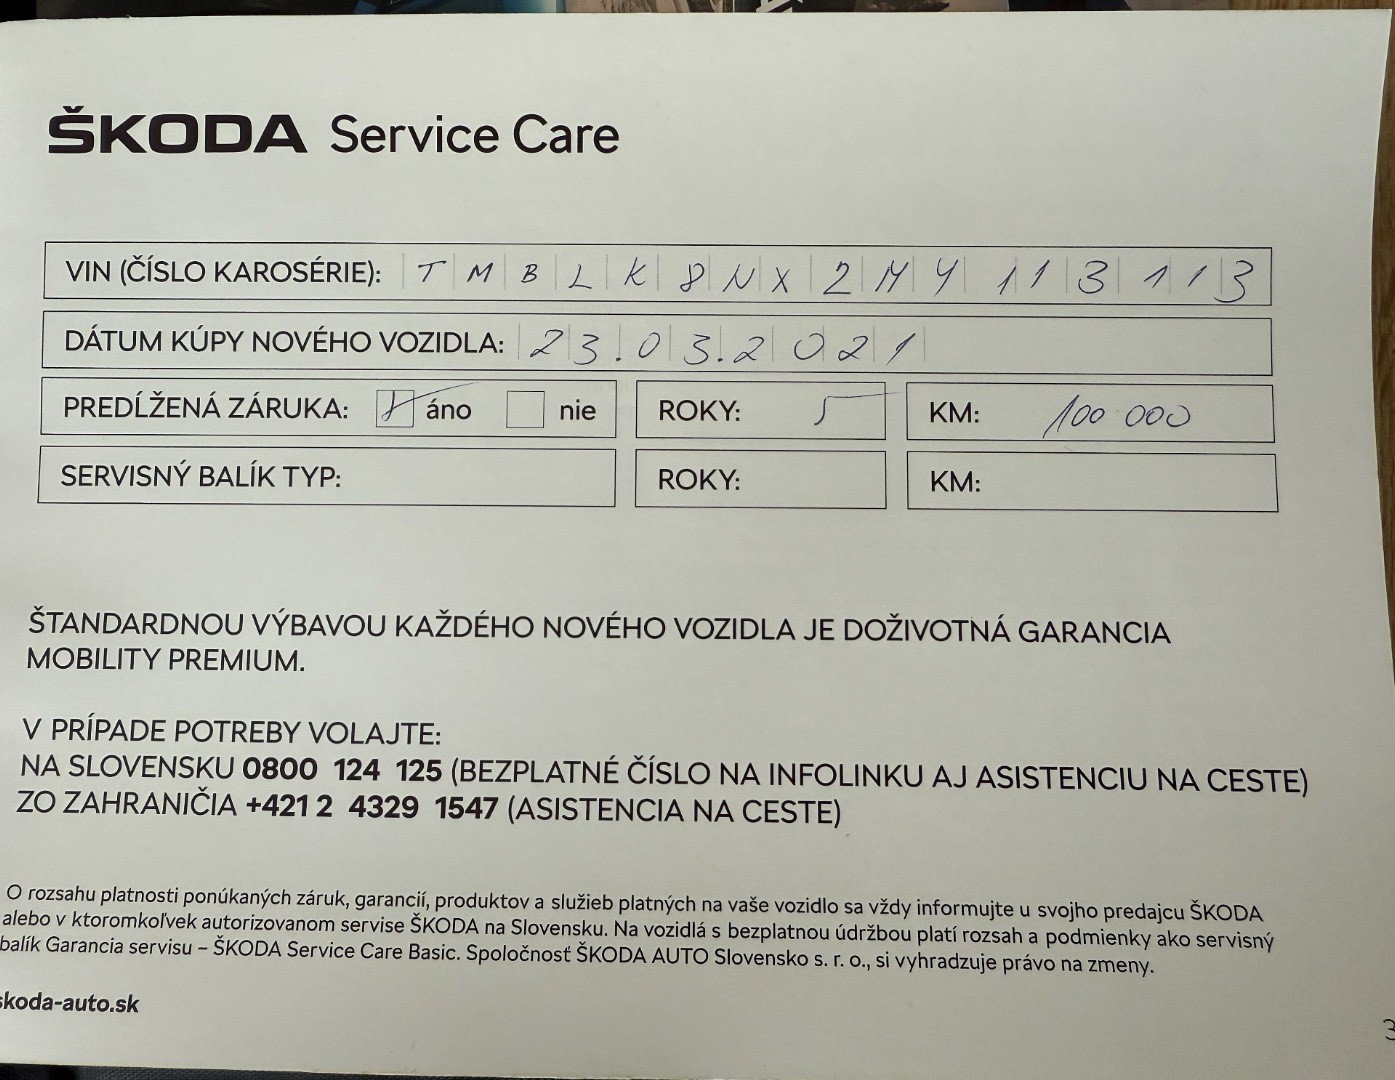 ŠKODA Service Care
VIN (ČÍSLO KAROSÉRIE): TMBLK8NX2MY113113
DÁTUM KÚPY NOVÉHO VOZIDLA: 23.03.2021
PREDĹŽENÁ ZÁRUKA: áno nie ROKY: 5 KM: 100 000
SERVISNÝ BALÍK TYP: ROKY: KM:
ŠTANDARDNOU VÝBAVOU KAŽDÉHO NOVÉHO VOZIDLA JE DOŽIVOTNÁ GARANCIA
MOBILITY PREMIUM.
V PRÍPADE POTREBY VOLAJTE:
NA SLOVENSKU 0800 124 125 (BEZPLATNÉ ČÍSLO NA INFOLINKU AJ ASISTENCIU NA CESTE)
ZO ZAHRANIČIA +421 2 4329 1547 (ASISTENCIA NA CESTE)
O rozsahu platnosti ponúkaných záruk, garancií, produktov a služieb platných na vaše vozidlo sa vždy informujte u svojho predajcu ŠKODA
alebo v ktoromkoľvek autorizovanom servise ŠKODA na Slovensku. Na vozidlá s bezplatnou údržbou platí rozsah a podmienky ako servisný
balík Garancia servisu – ŠKODA Service Care Basic. Spoločnosť ŠKODA AUTO Slovensko s. r. o., si vyhradzuje právo na zmeny.
skoda-auto.sk
3